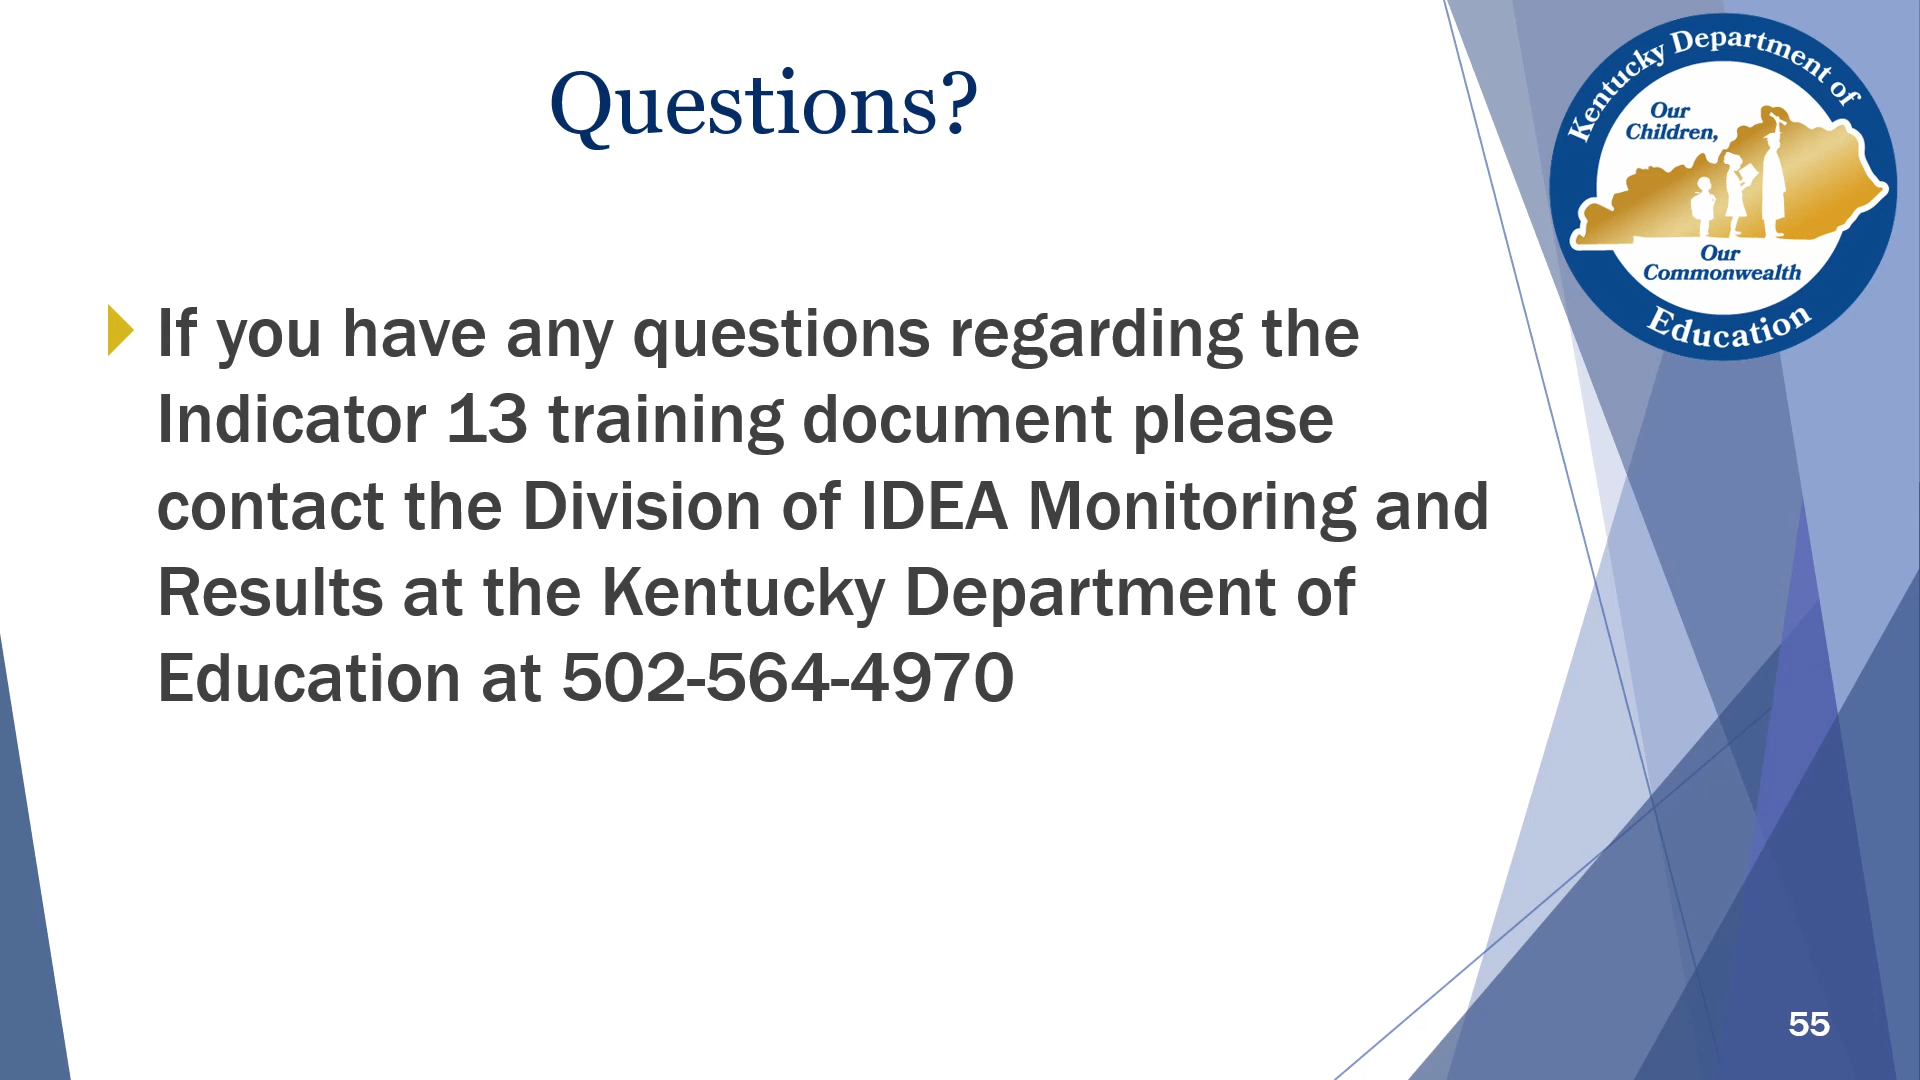 Questions?
Kentucky Department of
Our
Children,
Our
Commonwealth
Education
If you have any questions regarding the
Indicator 13 training document please
contact the Division of IDEA Monitoring and
Results at the Kentucky Department of
Education at 502-564-4970
55